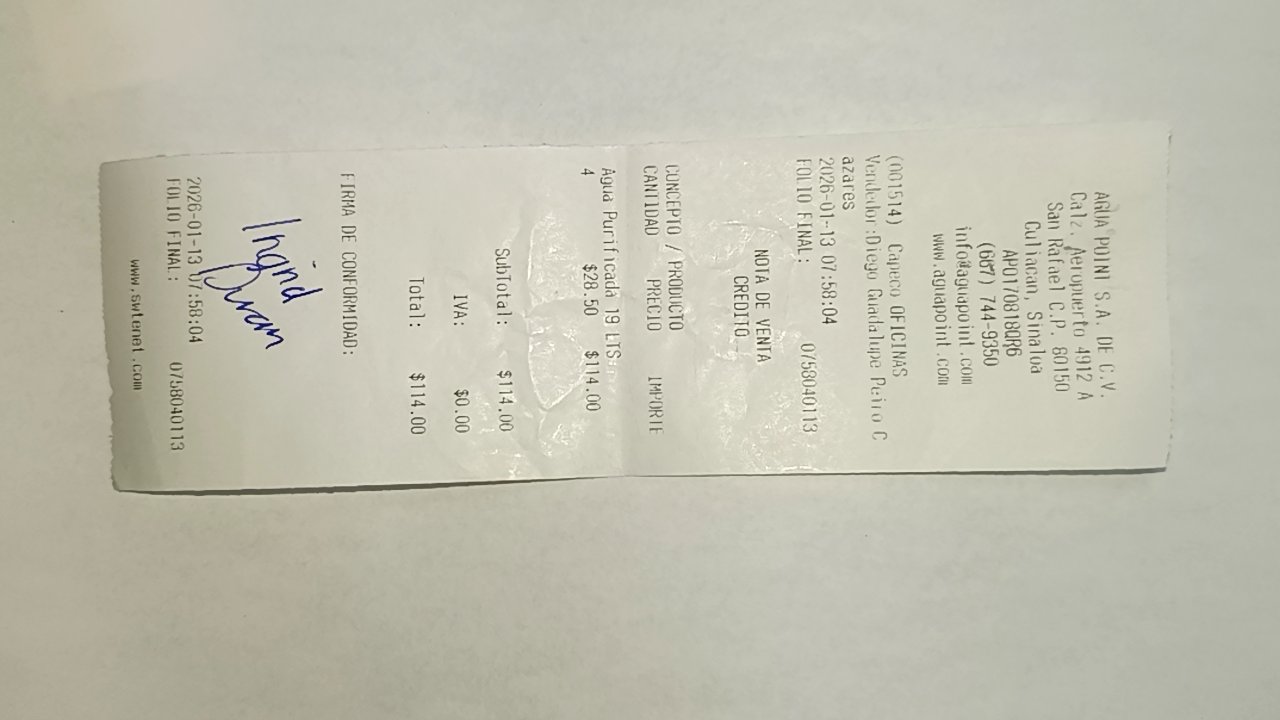 AGUA POINT S.A. DE C.V.
Calz. Aeropuerto 4912 A
San Rafael C.P. 80150
Culiacan, Sinaloa
APO170818QR6
(667) 744-9350
info@aguapoint.com
www.aguapoint.com
(001514) Capeco OFICINAS
Vendedor:Diego Guadalupe Peiro C
azares
2026-01-13 07:58:04
FOLIO FINAL: 0758040113
NOTA DE VENTA
CREDITO
CONCEPTO / PRODUCTO
CANTIDAD PRECIO IMPORTE
Agua Purificada 19 LTS.
4 $28.50 $114.00
SubTotal: $114.00
IVA: $0.00
Total: $114.00
FIRMA DE CONFORMIDAD:
Ingrid
2026-01-13 07:58:04
FOLIO FINAL: 0758040113
www.swtenet.com